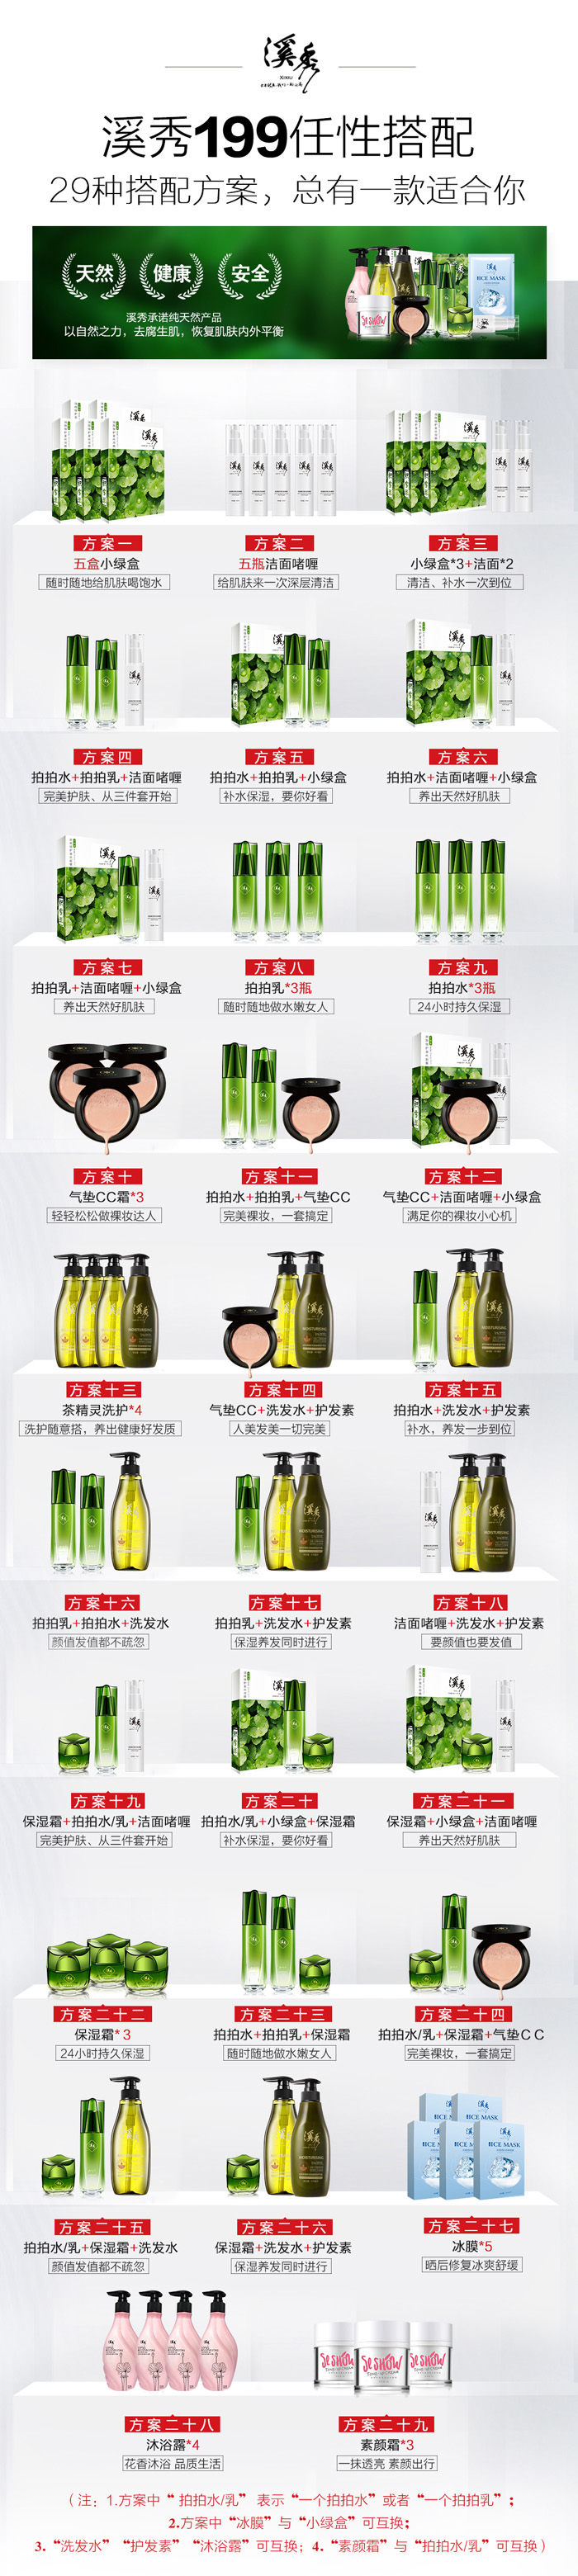 溪秀
XIXIU
溪秀199任性搭配
29种搭配方案，总有一款适合你
天然 健康 安全
溪秀承诺纯天然产品
以自然之力，去腐生肌，恢复肌肤内外平衡
方案一 方案二 方案三
五盒小绿盒 五瓶洁面啫喱 小绿盒*3+洁面*2
随时随地给肌肤喝饱水 给肌肤来一次深层清洁 清洁、补水一次到位
方案四 方案五 方案六
拍拍水+拍拍乳+洁面啫喱 拍拍水+拍拍乳+小绿盒 拍拍水+洁面啫喱+小绿盒
完美护肤、从三件套开始 补水保湿，要你好看 养出天然好肌肤
方案七 方案八 方案九
拍拍乳+洁面啫喱+小绿盒 拍拍乳*3瓶 拍拍水*3瓶
养出天然好肌肤 随时随地做水嫩女人 24小时持久保湿
方案十 方案十一 方案十二
气垫CC霜*3 拍拍水+拍拍乳+气垫CC 气垫CC+洁面啫喱+小绿盒
轻轻松松做裸妆达人 完美裸妆，一套搞定 满足你的裸妆小心机
方案十三 方案十四 方案十五
茶精灵洗护*4 气垫CC+洗发水+护发素 拍拍水+洗发水+护发素
洗护随意搭，养出健康好发质 人美发美一切完美 补水，养发一步到位
方案十六 方案十七 方案十八
拍拍乳+拍拍水+洗发水 拍拍乳+洗发水+护发素 洁面啫喱+洗发水+护发素
颜值发值都不疏忽 保湿养发同时进行 要颜值也要发值
方案十九 方案二十 方案二十一
保湿霜+拍拍水/乳+洁面啫喱 拍拍水/乳+小绿盒+保湿霜 保湿霜+小绿盒+洁面啫喱
完美护肤、从三件套开始 补水保湿，要你好看 养出天然好肌肤
方案二十二 方案二十三 方案二十四
保湿霜* 3 拍拍水+拍拍乳+保湿霜 拍拍水/乳+保湿霜+气垫C C
24小时持久保湿 随时随地做水嫩女人 完美裸妆，一套搞定
方案二十五 方案二十六 方案二十七
拍拍水/乳+保湿霜+洗发水 保湿霜+洗发水+护发素 冰膜*5
颜值发值都不疏忽 保湿养发同时进行 晒后修复冰爽舒缓
方案二十八 方案二十九
沐浴露*4 素颜霜*3
花香沐浴 品质生活 一抹透亮 素颜出行
（注：1.方案中“ 拍拍水/乳” 表示“一个拍拍水”或者“一个拍拍乳”；
2.方案中“冰膜”与“小绿盒”可互换；
3.“洗发水”“护发素”“沐浴露”可互换；4.“素颜霜”与“拍拍水/乳”可互换）